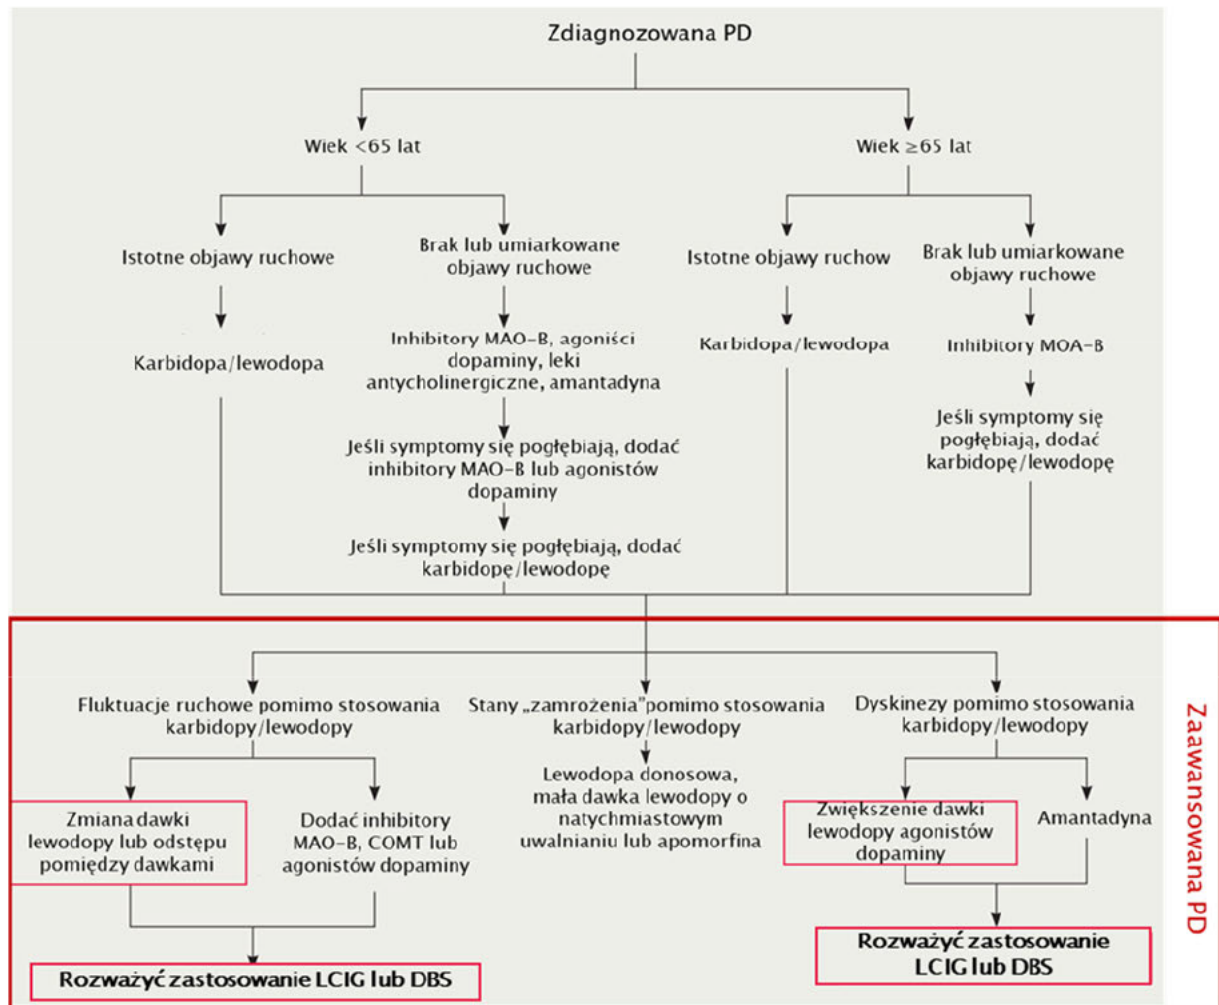 Zdiagnozowana PD
Wiek <65 lat
Wiek ≥65 lat
Istotne objawy ruchowe
Brak lub umiarkowane
objawy ruchowe
Istotne objawy ruchow
Brak lub umiarkowane
objawy ruchowe
Karbidopa/lewodopa
Inhibitory MAO-B, agoniści
dopaminy, leki
antycholinergiczne, amantadyna
Karbidopa/lewodopa
Inhibitory MOA-B
Jeśli symptomy się pogłębiają, dodać
inhibitory MAO-B lub agonistów
dopaminy
Jeśli symptomy się
pogłębiają, dodać
karbidopę/lewodopę
Jeśli symptomy się pogłębiają, dodać
karbidopę/lewodopę
Zaawansowana PD
Fluktuacje ruchowe pomimo stosowania
karbidopy/lewodopy
Stany „zamrożenia”pomimo stosowania
karbidopy/lewodopy
Dyskinezy pomimo stosowania
karbidopy/lewodopy
Zmiana dawki
lewodopy lub odstępu
pomiędzy dawkami
Dodać inhibitory
MAO-B, COMT lub
agonistów dopaminy
Lewodopa donosowa,
mała dawka lewodopy o
natychmiastowym
uwalnianiu lub apomorfina
Zwiększenie dawki
lewodopy agonistów
dopaminy
Amantadyna
Rozważyć zastosowanie LCIG lub DBS
Rozważyć zastosowanie
LCIG lub DBS